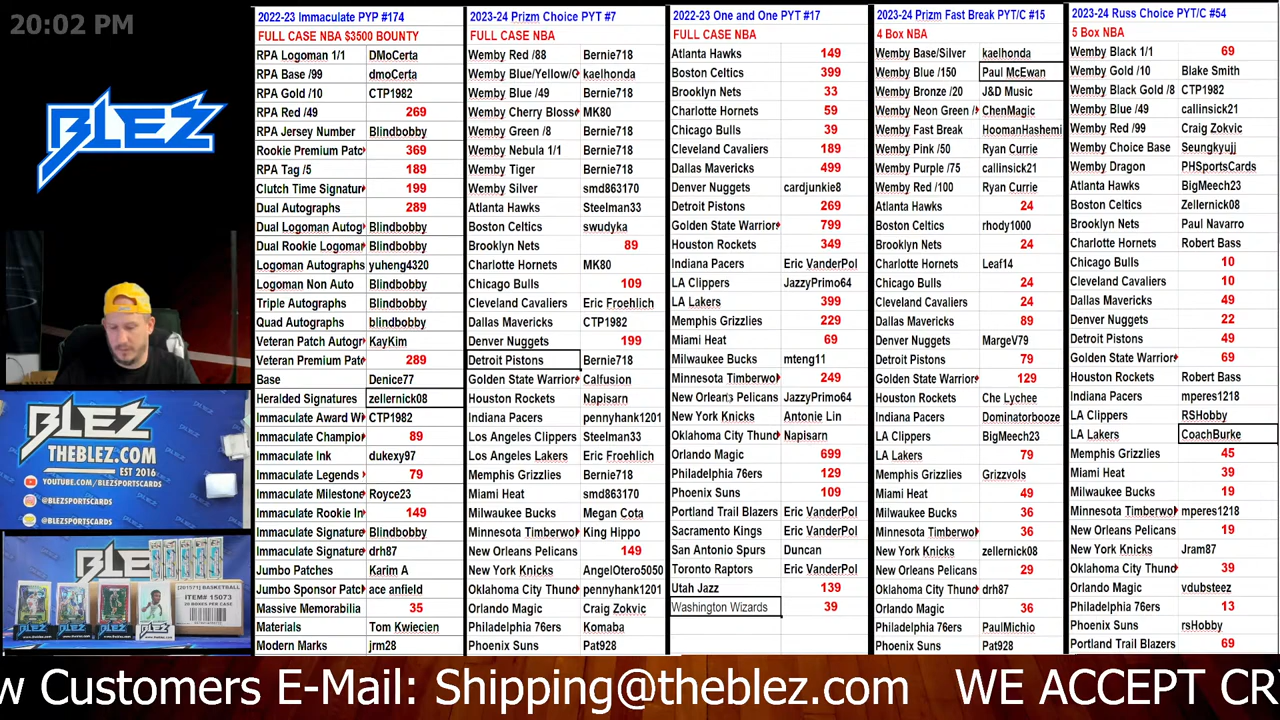 20:02 PM
BLEZ
BLEZ
THEBLEZ.COM
EST 2016
YOUTUBE.COM/BLEZSPORTSCARDS
@BLEZSPORTSCARDS
@BLEZSPORTSCARDS
ITEM# 15073
2022-23 Immaculate PYP #174
FULL CASE NBA $3500 BOUNTY
RPA Logoman 1/1 DMoCerta
RPA Base /99 dmoCerta
RPA Gold /10 CTP1982
RPA Red /49 269
RPA Jersey Number Blindbobby
Rookie Premium Patc 369
RPA Tag /5 189
Clutch Time Signatur 199
Dual Autographs 289
Dual Logoman Autog Blindbobby
Dual Rookie Logomar Blindbobby
Logoman Autographs yuheng4320
Logoman Non Auto Blindbobby
Triple Autographs Blindbobby
Quad Autographs blindbobby
Veteran Patch Autogr KayKim
Veteran Premium Pat 289
Base Denice77
Heralded Signatures zellernick08
Immaculate Award W CTP1982
Immaculate Champio 89
Immaculate Ink dukexy97
Immaculate Legends 79
Immaculate Milestone Royce23
Immaculate Rookie In 149
Immaculate Signature Blindbobby
Immaculate Signature drh87
Jumbo Patches Karim A
Jumbo Sponsor Patc ace anfield
Massive Memorabilia 35
Materials Tom Kwiecien
Modern Marks jrm28
2023-24 Prizm Choice PYT #7
FULL CASE NBA
Wemby Red /88 Bernie718
Wemby Blue/Yellow/G kaelhonda
Wemby Blue /49 Bernie718
Wemby Cherry Bloss MK80
Wemby Green /8 Bernie718
Wemby Nebula 1/1 Bernie718
Wemby Tiger Bernie718
Wemby Silver smd863170
Atlanta Hawks Steelman33
Boston Celtics swudyka
Brooklyn Nets 89
Charlotte Hornets MK80
Chicago Bulls 109
Cleveland Cavaliers Eric Froehlich
Dallas Mavericks CTP1982
Denver Nuggets 199
Detroit Pistons Bernie718
Golden State Warrior Calfusion
Houston Rockets Napisarn
Indiana Pacers pennyhank1201
Los Angeles Clippers Steelman33
Los Angeles Lakers Eric Froehlich
Memphis Grizzlies Bernie718
Miami Heat smd863170
Milwaukee Bucks Megan Cota
Minnesota Timberwo King Hippo
New Orleans Pelicans 149
New York Knicks AngelOtero5050
Oklahoma City Thund pennyhank1201
Orlando Magic Craig Zokvic
Philadelphia 76ers Komaba
Phoenix Suns Pat928
2022-23 One and One PYT #17
FULL CASE NBA
Atlanta Hawks 149
Boston Celtics 399
Brooklyn Nets 33
Charlotte Hornets 59
Chicago Bulls 39
Cleveland Cavaliers 189
Dallas Mavericks 499
Denver Nuggets cardjunkie8
Detroit Pistons 269
Golden State Warriors 799
Houston Rockets 349
Indiana Pacers Eric VanderPol
LA Clippers JazzyPrimo64
LA Lakers 399
Memphis Grizzlies 229
Miami Heat 69
Milwaukee Bucks mteng11
Minnesota Timberwol 249
New Orleans Pelicans JazzyPrimo64
New York Knicks Antonie Lin
Oklahoma City Thund Napisarn
Orlando Magic 699
Philadelphia 76ers 129
Phoenix Suns 109
Portland Trail Blazers Eric VanderPol
Sacramento Kings Eric VanderPol
San Antonio Spurs Duncan
Toronto Raptors Eric VanderPol
Utah Jazz 139
Washington Wizards 39
2023-24 Prizm Fast Break PYT/C #15
4 Box NBA
Wemby Base/Silver kaelhonda
Wemby Blue /150 Paul McEwan
Wemby Bronze /20 J&D Music
Wemby Neon Green / ChenMagic
Wemby Fast Break HoomanHashemi
Wemby Pink /50 Ryan Currie
Wemby Purple /75 callinsick21
Wemby Red /100 Ryan Currie
Atlanta Hawks 24
Boston Celtics rhody1000
Brooklyn Nets 24
Charlotte Hornets Leaf14
Chicago Bulls 24
Cleveland Cavaliers 24
Dallas Mavericks 89
Denver Nuggets MargeV79
Detroit Pistons 79
Golden State Warrior 129
Houston Rockets Che Lychee
Indiana Pacers Dominatorbooze
LA Clippers BigMeech23
LA Lakers 79
Memphis Grizzlies Grizzvols
Miami Heat 49
Milwaukee Bucks 36
Minnesota Timberwo 36
New York Knicks zellernick08
New Orleans Pelicans 29
Oklahoma City Thund drh87
Orlando Magic 36
Philadelphia 76ers PaulMichio
Phoenix Suns Pat928
2023-24 Russ Choice PYT/C #54
5 Box NBA
Wemby Black 1/1 69
Wemby Gold /10 Blake Smith
Wemby Black Gold /8 CTP1982
Wemby Blue /49 callinsick21
Wemby Red /99 Craig Zokvic
Wemby Choice Base Seungkyujj
Wemby Dragon PHSportsCards
Atlanta Hawks BigMeech23
Boston Celtics Zellernick08
Brooklyn Nets Paul Navarro
Charlotte Hornets Robert Bass
Chicago Bulls 10
Cleveland Cavaliers 10
Dallas Mavericks 49
Denver Nuggets 22
Detroit Pistons 49
Golden State Warrior 69
Houston Rockets Robert Bass
Indiana Pacers mperes1218
LA Clippers RSHobby
LA Lakers CoachBurke
Memphis Grizzlies 45
Miami Heat 39
Milwaukee Bucks 19
Minnesota Timberwo mperes1218
New Orleans Pelicans 19
New York Knicks Jram87
Oklahoma City Thund 39
Orlando Magic vdubsteez
Philadelphia 76ers 13
Phoenix Suns rsHobby
Portland Trail Blazers 69
w Customers E-Mail: Shipping@theblez.com WE ACCEPT CR